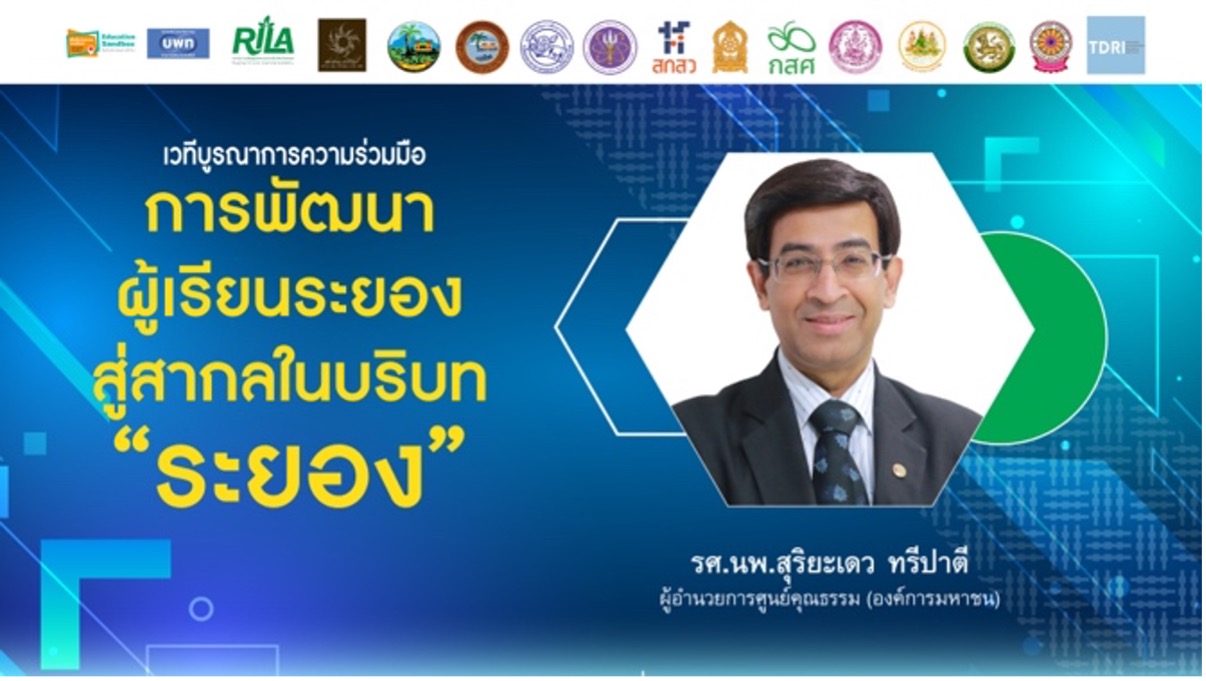 Education
Sandbox
บพท
RILA
สกสว
กสศ
TDRI
เวทีบูรณาการความร่วมมือ
การพัฒนา
ผู้เรียนระยอง
สู่สากลในบริบท
“ระยอง”
รศ.นพ.สุริยะเดว ทรีปาตี
ผู้อำนวยการศูนย์คุณธรรม (องค์การมหาชน)